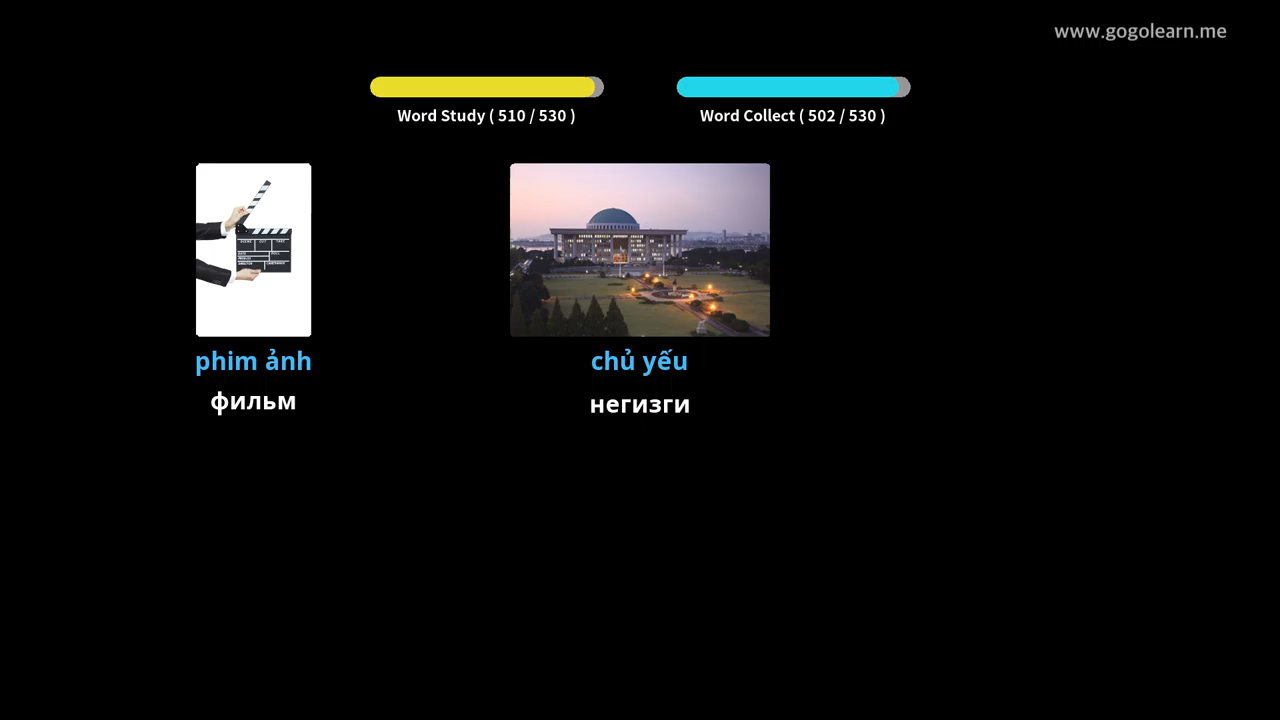 www.gogolearn.me
Word Study ( 510 / 530 )
Word Collect ( 502 / 530 )
phim ảnh
фильм
chủ yếu
негизги